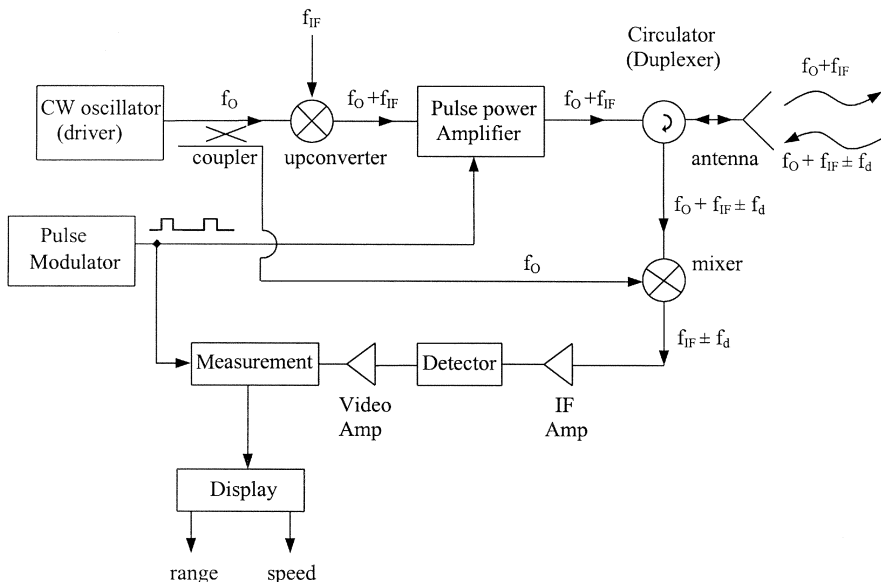 f_IF
Circulator
(Duplexer)
CW oscillator
(driver)
f_O
f_O+f_IF
Pulse power
Amplifier
f_O+f_IF
f_O+f_IF
coupler
upconverter
antenna
f_O + f_IF ± f_d
f_O + f_IF ± f_d
Pulse
Modulator
f_O
mixer
f_IF ± f_d
Measurement
Detector
Video
Amp
IF
Amp
Display
range
speed